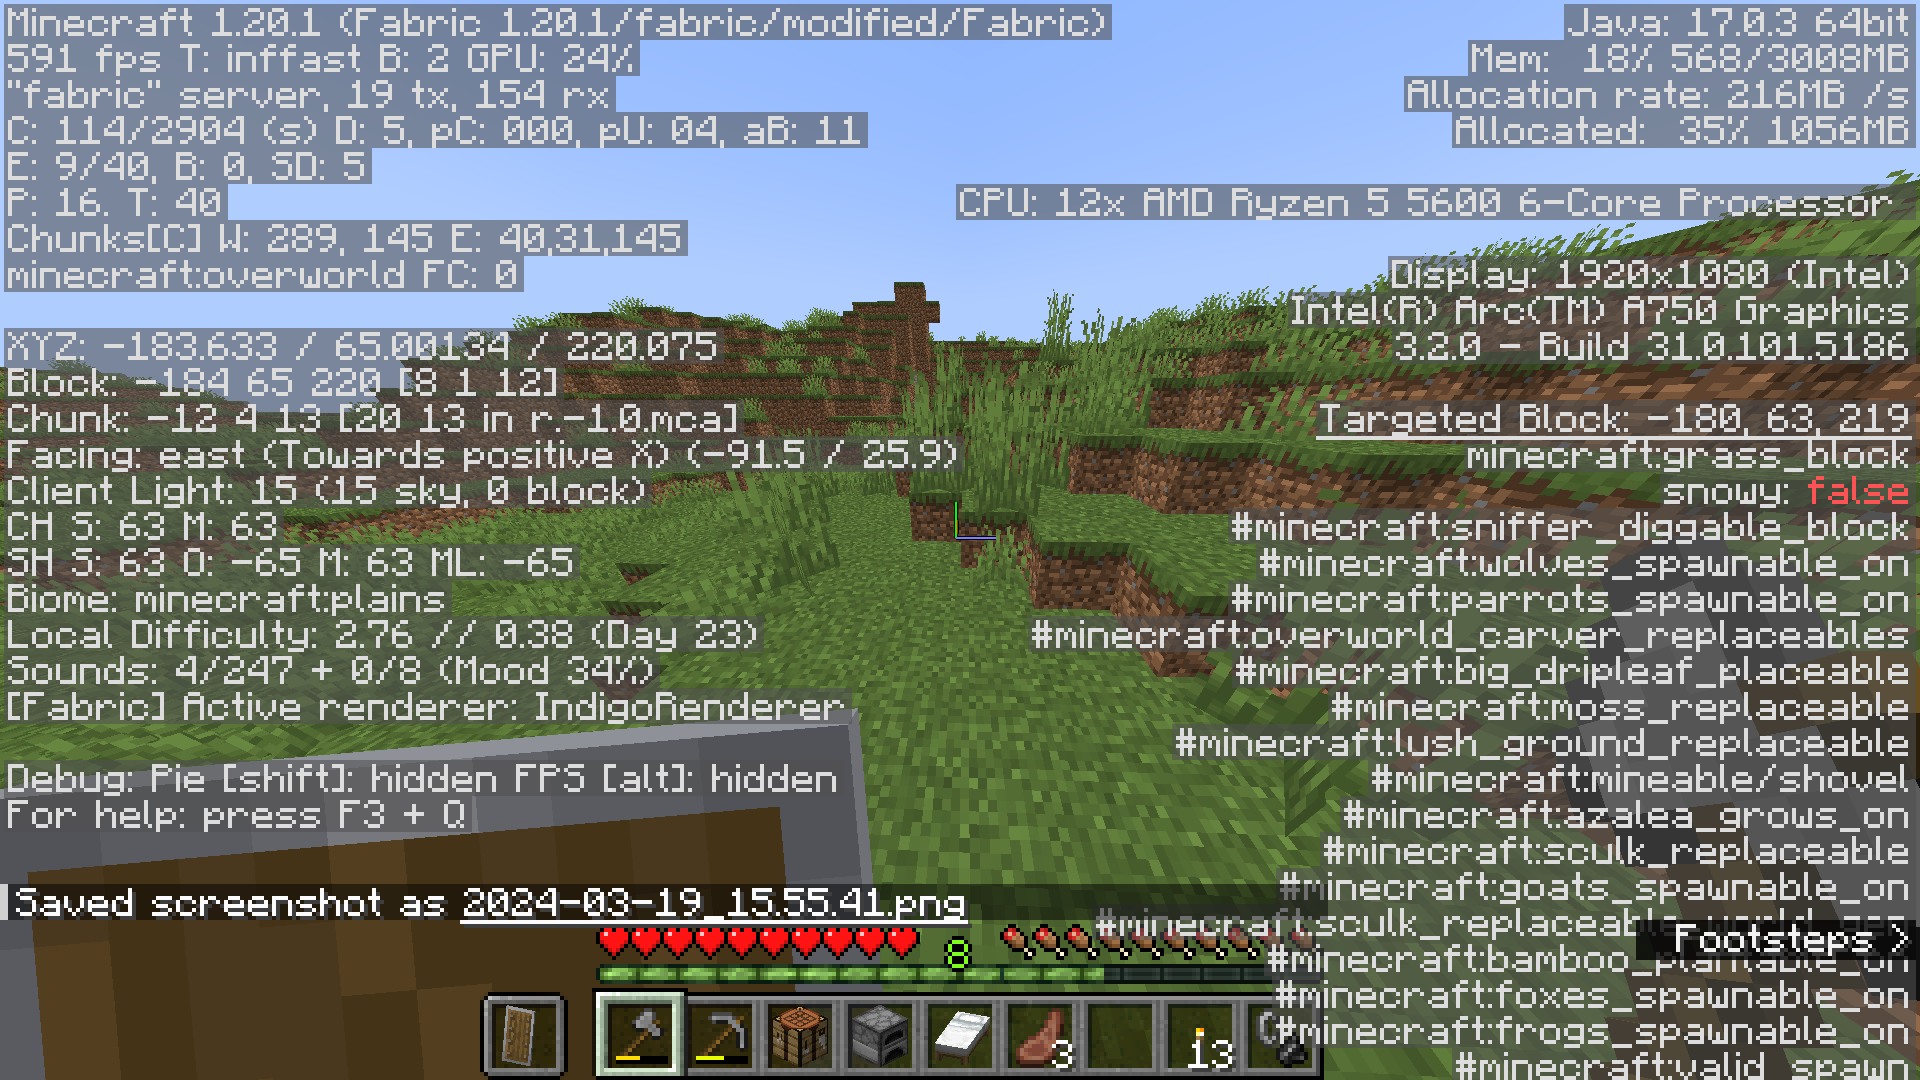 Minecraft 1.20.1 (Fabric 1.20.1/fabric/modified/Fabric)
591 fps T: inffast B: 2 GPU: 24%
"fabric" server, 19 tx, 154 rx
C: 114/2904 (s) D: 5, pC: 000, pU: 04, aB: 11
E: 9/40, B: 0, SD: 5
P: 16. T: 40
Chunks[C] W: 289, 145 E: 40,31,145
minecraft:overworld FC: 0
XYZ: -183.633 / 65.00134 / 220.075
Block: -184 65 220 [8 1 12]
Chunk: -12 4 13 [20 13 in r.-1.0.mca]
Facing: east (Towards positive X) (-91.5 / 25.9)
Client Light: 15 (15 sky, 0 block)
CH S: 63 M: 63
SH S: 63 O: -65 M: 63 ML: -65
Biome: minecraft:plains
Local Difficulty: 2.76 // 0.38 (Day 23)
Sounds: 4/247 + 0/8 (Mood 34%)
[Fabric] Active renderer: IndigoRenderer
Debug: Pie [shift]: hidden FPS [alt]: hidden
For help: press F3 + Q
Java: 17.0.3 64bit
Mem: 18% 568/3008MB
Allocation rate: 216MB /s
Allocated: 35% 1056MB
CPU: 12x AMD Ryzen 5 5600 6-Core Processor
Display: 1920x1080 (Intel)
Intel(R) Arc(TM) A750 Graphics
3.2.0 - Build 31.0.101.5186
Targeted Block: -180, 63, 219
minecraft:grass_block
snowy: false
#minecraft:sniffer_diggable_block
#minecraft:wolves_spawnable_on
#minecraft:parrots_spawnable_on
#minecraft:overworld_carver_replaceables
#minecraft:big_dripleaf_placeable
#minecraft:moss_replaceable
#minecraft:lush_ground_replaceable
#minecraft:mineable/shovel
#minecraft:azalea_grows_on
#minecraft:sculk_replaceable
#minecraft:goats_spawnable_on
#minecraft:sculk_replaceable_world_gen
#minecraft:bamboo_plantable_on
#minecraft:foxes_spawnable_on
#minecraft:frogs_spawnable_on
#minecraft:valid_spawn
Saved screenshot as 2024-03-19_15.55.41.png
Footsteps >
8
3
13